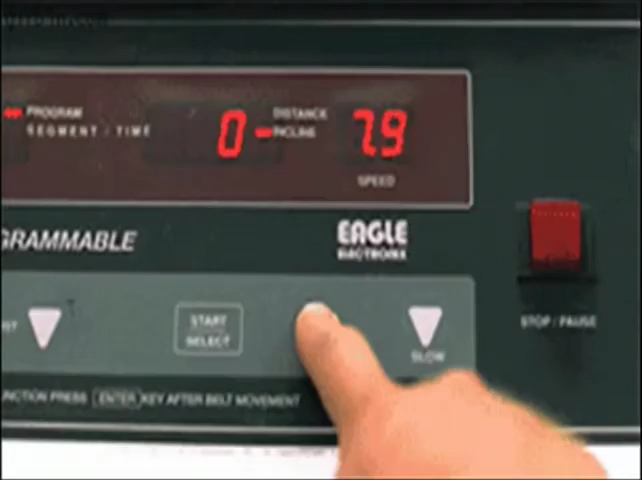 PROGRAM
SEGMENT / TIME
0
DISTANCE
INCLINE
7.9
SPEED
GRAMMABLE
EAGLE
ELECTRONIX
START
SELECT
SLOW
STOP / PAUSE
NCTION PRESS ENTER KEY AFTER BELT MOVEMENT